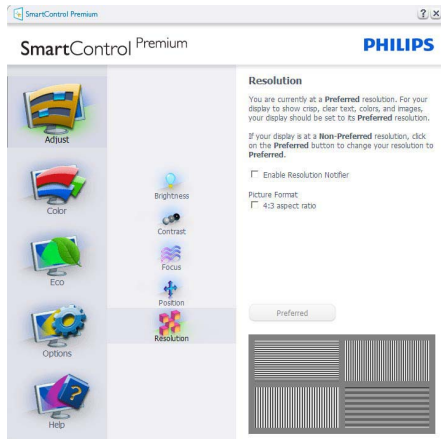 SmartControl Premium
SmartControl Premium
PHILIPS
Adjust
Color
Eco
Options
Help
Brightness
Contrast
Focus
Position
Resolution
Resolution
You are currently at a Preferred resolution. For your
display to show crisp, clear text, colors, and images,
your display should be set to its Preferred resolution.
If your display is at a Non-Preferred resolution, click
on the Preferred button to change your resolution to
Preferred.
Enable Resolution Notifier
Picture Format
4:3 aspect ratio
Preferred